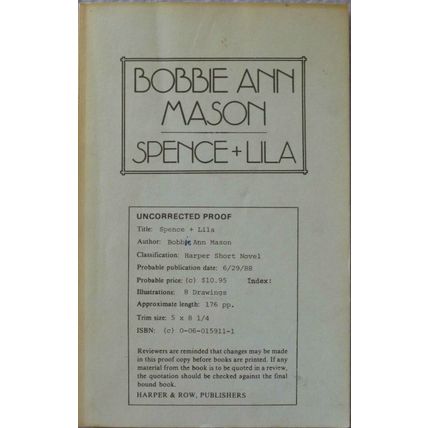 BOBBIE ANN
MASON
SPENCE + LILA
UNCORRECTED PROOF
Title: Spence + Lila
Author: Bobbie Ann Mason
Classification: Harper Short Novel
Probable publication date: 6/29/88
Probable price: (c) $10.95 Index:
Illustrations: 8 Drawings
Approximate length: 176 pp.
Trim size: 5 x 8 1/4
ISBN: (c) 0-06-015911-1
Reviewers are reminded that changes may be made
in this proof copy before books are printed. If any
material from the book is to be quoted in a review,
the quotation should be checked against the final
bound book.
HARPER & ROW, PUBLISHERS